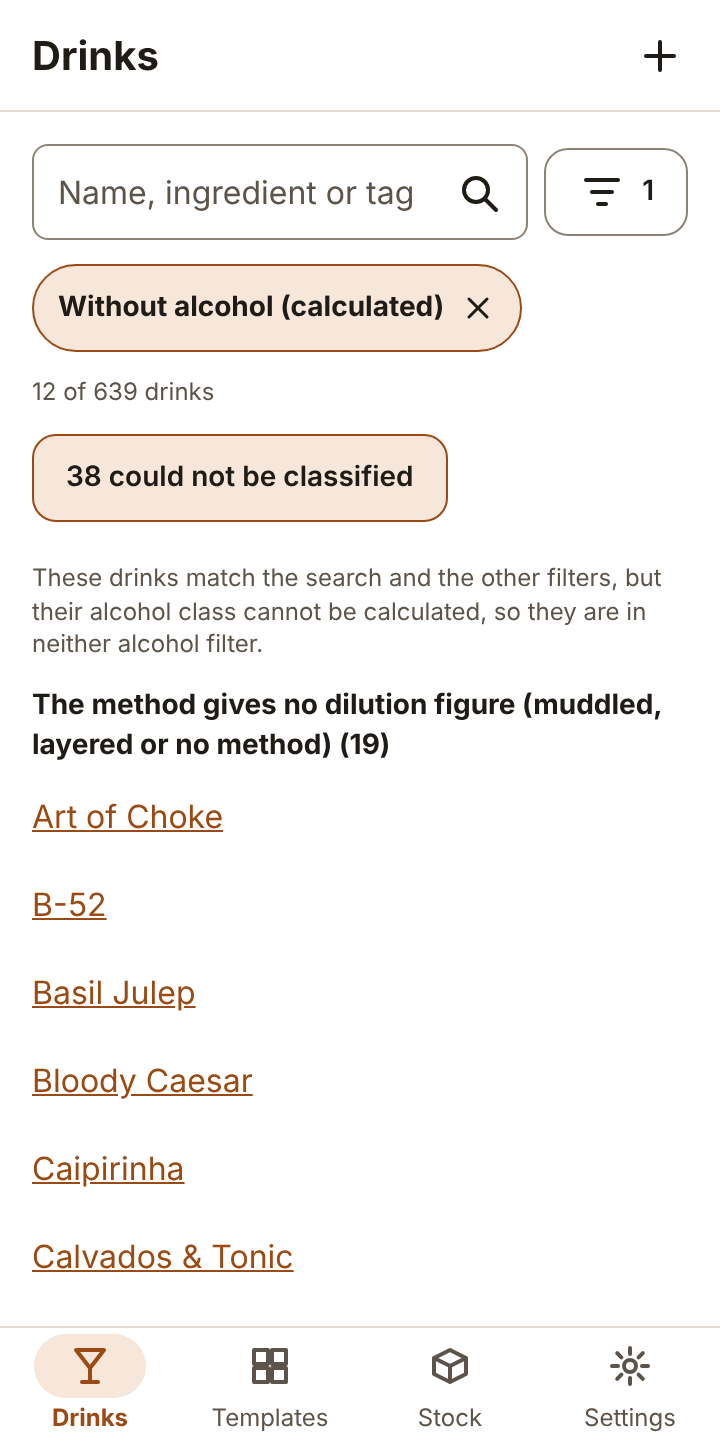 Drinks
Name, ingredient or tag
1
Without alcohol (calculated)
12 of 639 drinks
38 could not be classified
These drinks match the search and the other filters, but
their alcohol class cannot be calculated, so they are in
neither alcohol filter.
The method gives no dilution figure (muddled,
layered or no method) (19)
Art of Choke
B-52
Basil Julep
Bloody Caesar
Caipirinha
Calvados & Tonic
Drinks
Templates
Stock
Settings